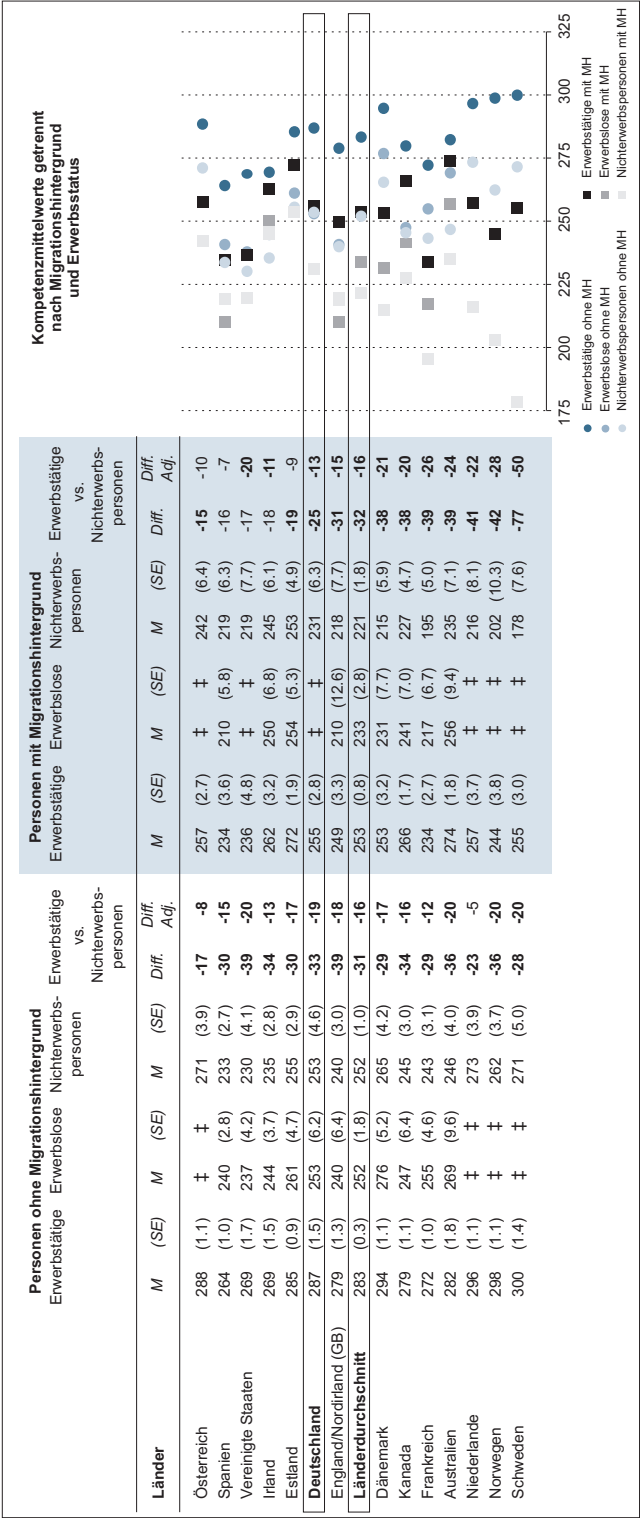 Personen ohne Migrationshintergrund Personen mit Migrationshintergrund Kompetenzmittelwerte getrennt
nach Migrationshintergrund
und Erwerbsstatus
Erwerbstätige Erwerbslose Nichterwerbs- Erwerbstätige Erwerbstätige Erwerbslose Nichterwerbs- Erwerbstätige
personen vs. personen vs.
Nichterwerbs- Nichterwerbs-
personen personen
Länder M (SE) M (SE) M (SE) Diff. Diff. Adj. M (SE) M (SE) M (SE) Diff. Diff. Adj.
Österreich 288 (1.1) ‡ ‡ 271 (3.9) -17 -8 257 (2.7) ‡ ‡ 242 (6.4) -15 -10
Spanien 264 (1.0) 240 (2.8) 233 (2.7) -30 -15 234 (3.6) 210 (5.8) 219 (6.3) -16 -7
Vereinigte Staaten 269 (1.7) 237 (4.2) 230 (4.1) -39 -20 236 (4.8) ‡ ‡ 219 (7.7) -17 -20
Irland 269 (1.5) 244 (3.7) 235 (2.8) -34 -13 262 (3.2) 250 (6.8) 245 (6.1) -18 -11
Estland 285 (0.9) 261 (4.7) 255 (2.9) -30 -17 272 (1.9) 254 (5.3) 253 (4.9) -19 -9
Deutschland 287 (1.5) 253 (6.2) 253 (4.6) -33 -19 255 (2.8) ‡ ‡ 231 (6.3) -25 -13
England/Nordirland (GB) 279 (1.3) 240 (6.4) 240 (3.0) -39 -18 249 (3.3) 210 (12.6) 218 (7.7) -31 -15
Länderdurchschnitt 283 (0.3) 252 (1.8) 252 (1.0) -31 -16 253 (0.8) 233 (2.8) 221 (1.8) -32 -16
Dänemark 294 (1.1) 276 (5.2) 265 (4.2) -29 -17 253 (3.2) 231 (7.7) 215 (5.9) -38 -21
Kanada 279 (1.1) 247 (6.4) 245 (3.0) -34 -16 266 (1.7) 241 (7.0) 227 (4.7) -38 -20
Frankreich 272 (1.0) 255 (4.6) 243 (3.1) -29 -12 234 (2.7) 217 (6.7) 195 (5.0) -39 -26
Australien 282 (1.8) 269 (9.6) 246 (4.0) -36 -20 274 (1.8) 256 (9.4) 235 (7.1) -39 -24
Niederlande 296 (1.1) ‡ ‡ 273 (3.9) -23 -5 257 (3.7) ‡ ‡ 216 (8.1) -41 -22
Norwegen 298 (1.1) ‡ ‡ 262 (3.7) -36 -20 244 (3.8) ‡ ‡ 202 (10.3) -42 -28
Schweden 300 (1.4) ‡ ‡ 271 (5.0) -28 -20 255 (3.0) ‡ ‡ 178 (7.6) -77 -50
175 200 225 250 275 300 325
Erwerbstätige ohne MH Erwerbstätige mit MH
Erwerbslose ohne MH Erwerbslose mit MH
Nichterwerbspersonen ohne MH Nichterwerbspersonen mit MH